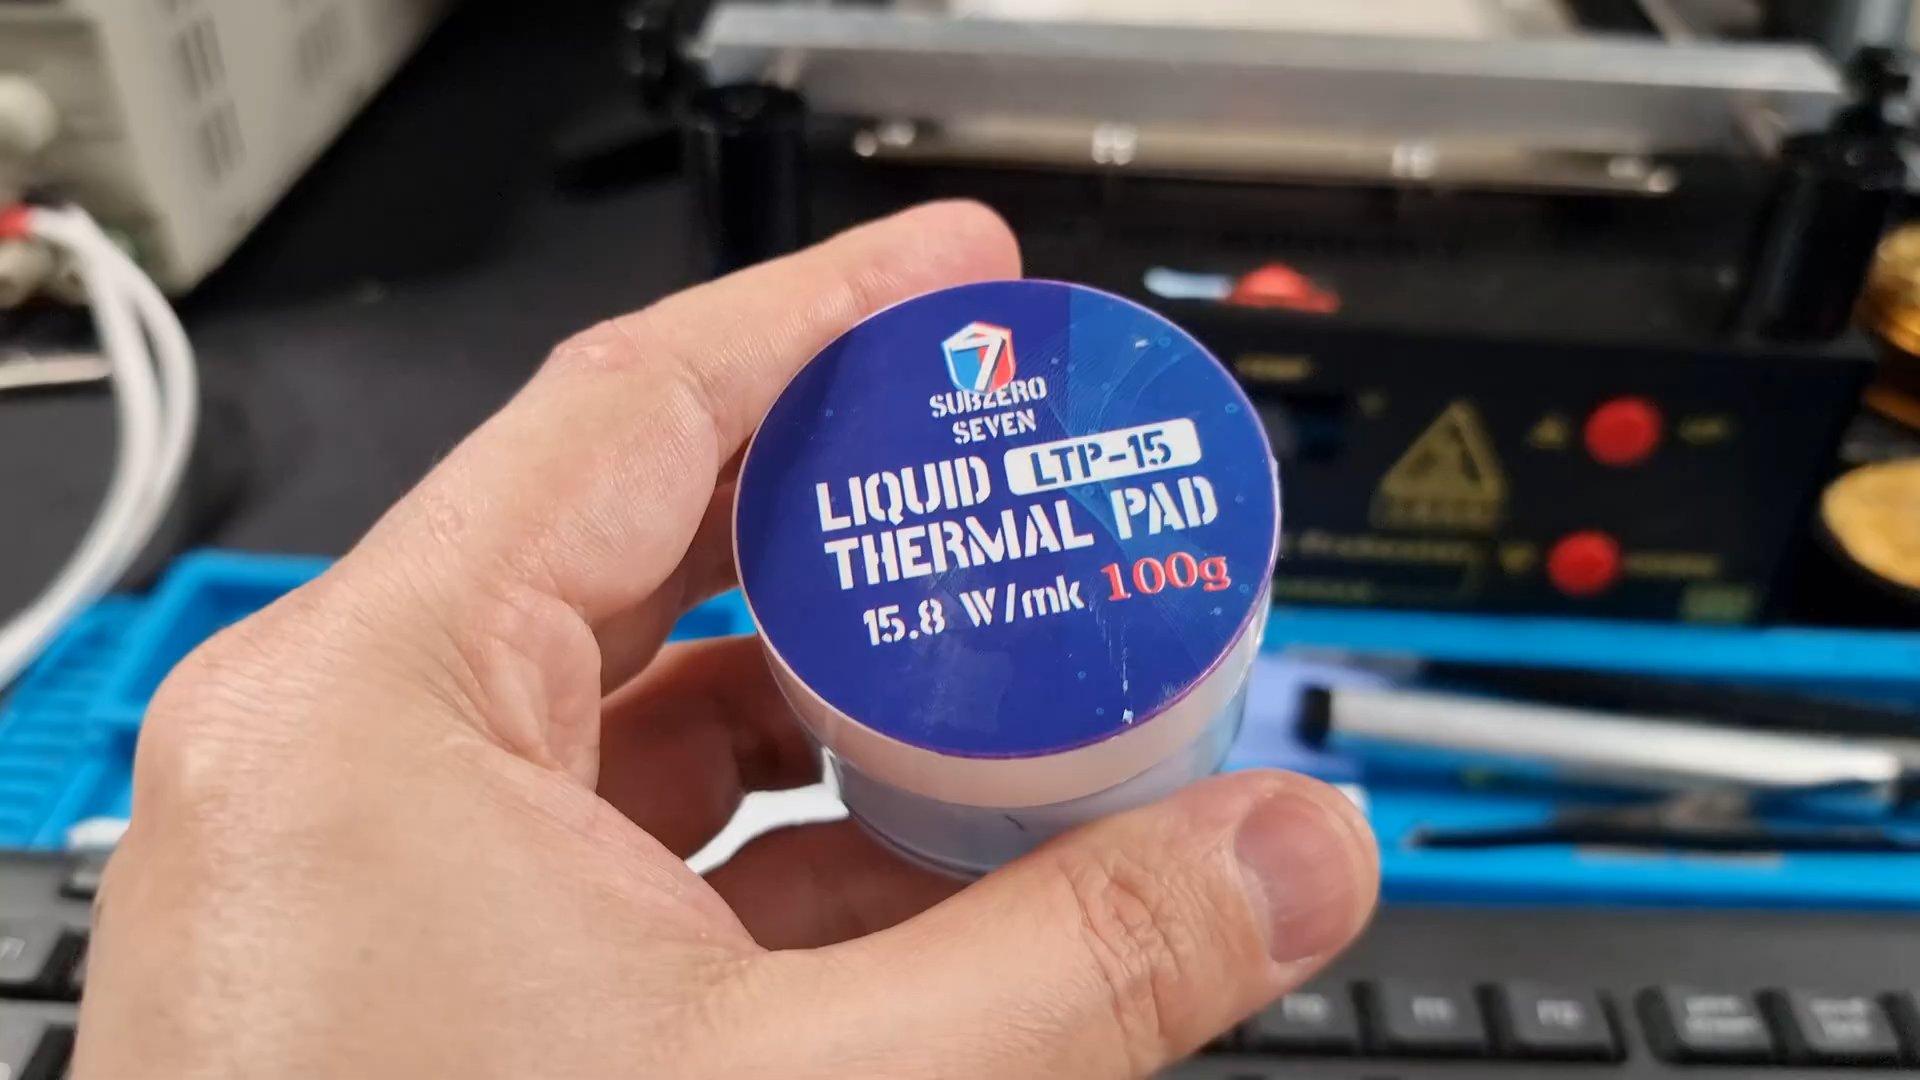 7
SUBZERO
SEVEN
LIQUID LTP-15
THERMAL PAD
15.8 W/mk 100g